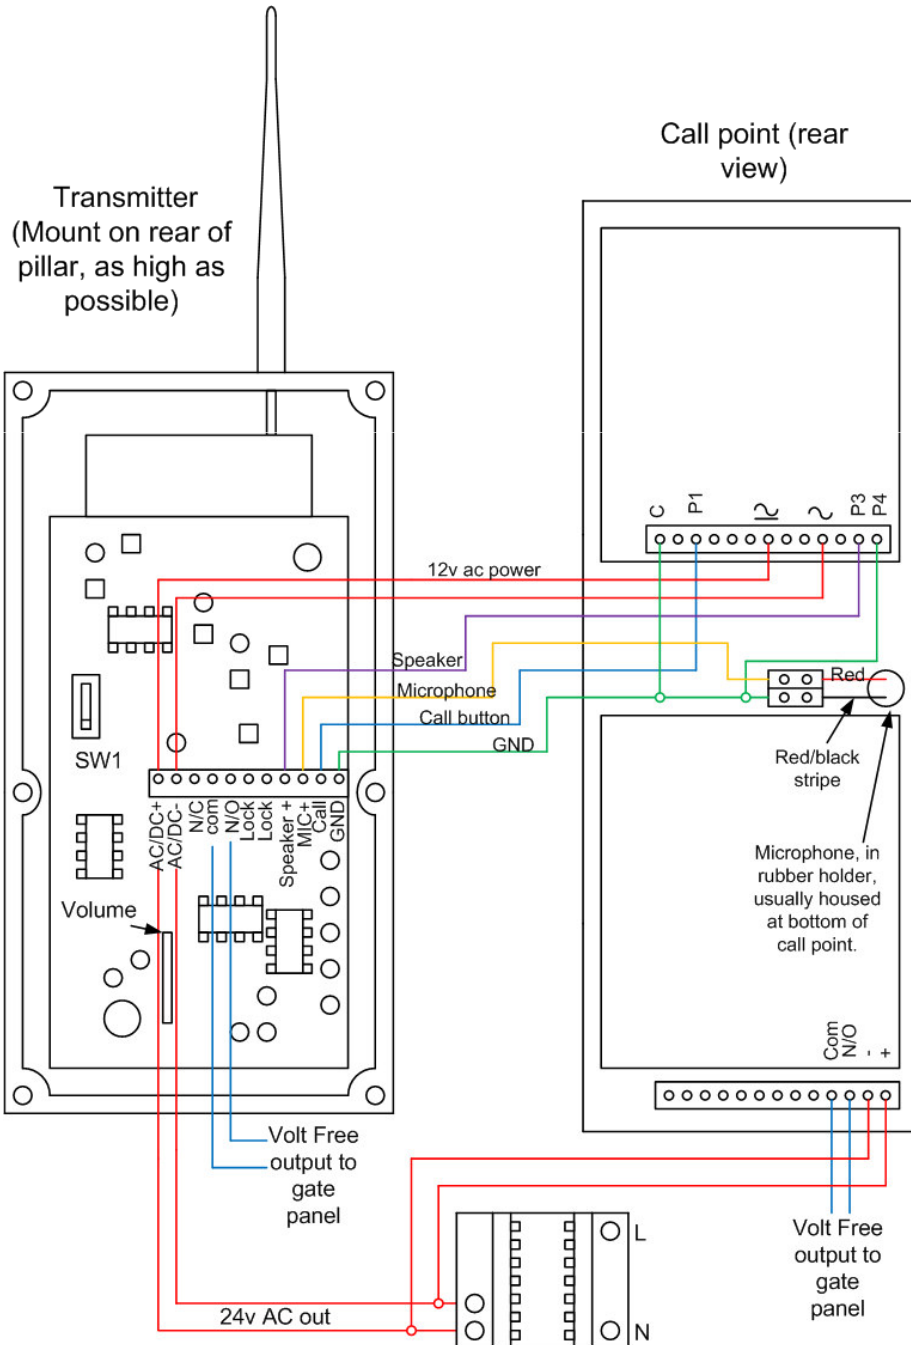 Call point (rear
view)
Transmitter
(Mount on rear of
pillar, as high as
possible)
C
P1
P3
P4
12v ac power
Speaker
Red
Microphone
Call button
GND
SW1
Red/black
stripe
AC/DC+
AC/DC-
N/C
com
N/O
Lock
Lock
Speaker +
MIC+
Call
GND
Microphone, in
rubber holder,
usually housed
at bottom of
call point.
Volume
Com
N/O
-
+
Volt Free
output to
gate
panel
Volt Free
output to
gate
panel
L
24v AC out
N